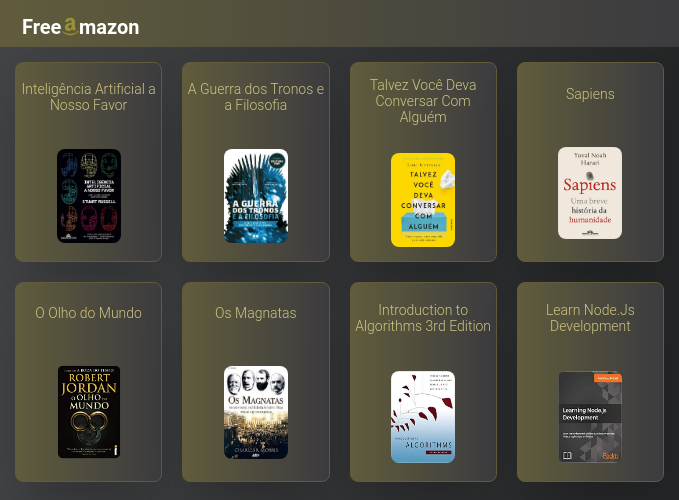 Freeamazon
Inteligência Artificial a
Nosso Favor
A Guerra dos Tronos e
a Filosofia
Talvez Você Deva
Conversar Com
Alguém
Sapiens
INTELIGÊNCIA
ARTIFICIAL
A NOSSO FAVOR
STUART RUSSELL
A GUERRA
DOS TRONOS
E A FILOSOFIA
TALVEZ
VOCÊ
DEVA
CONVERSAR
COM
ALGUÉM
Yuval Noah
Harari
Sapiens
Uma breve
história da
humanidade
O Olho do Mundo
Os Magnatas
Introduction to
Algorithms 3rd Edition
Learn Node.Js
Development
ROBERT
JORDAN
O OLHO DO
MUNDO
OS MAGNATAS
CHARLES R. MORRIS
ALGORITHMS
Learning Node.js
Development
Packt